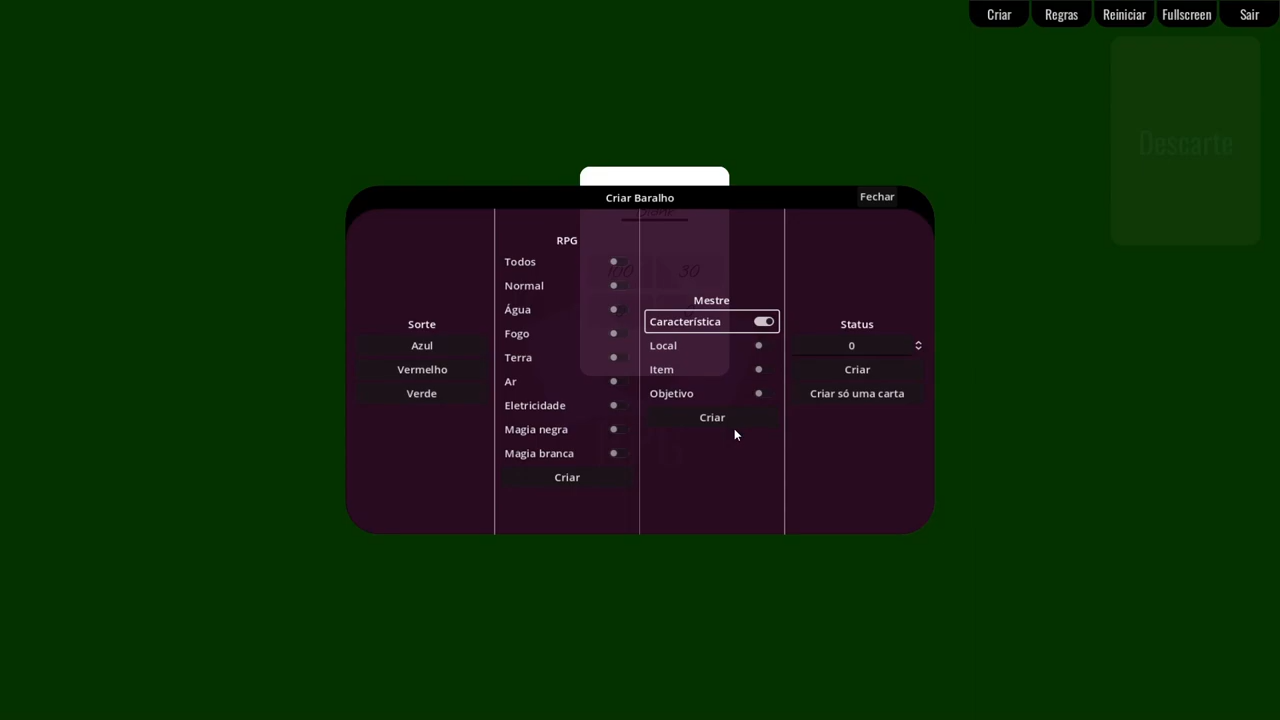 Criar
Regras
Reiniciar
Fullscreen
Sair
Descarte
Criar Baralho
Fechar
100
30
Sorte
Azul
Vermelho
Verde
RPG
Todos
Normal
Água
Fogo
Terra
Ar
Eletricidade
Magia negra
Magia branca
Criar
Mestre
Característica
Local
Item
Objetivo
Criar
Status
0
Criar
Criar só uma carta